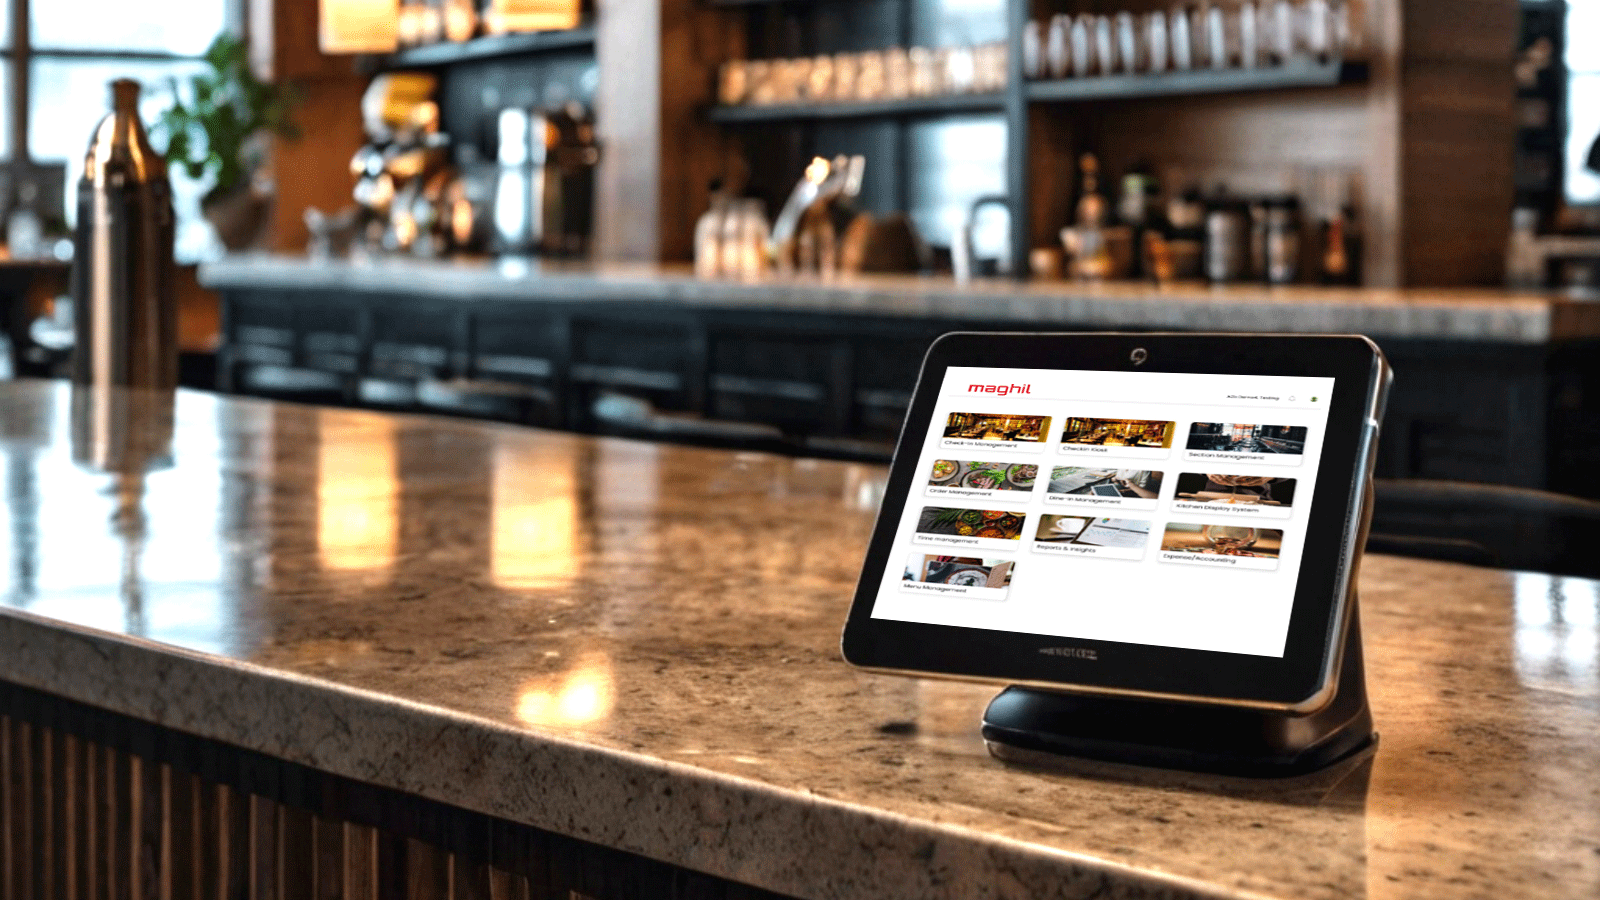 maghil
Check-in Management
Checkin Kiosk
Section Management
Order Management
Dine-in Management
Kitchen Display System
Time management
Reports & Insights
Expense/Accounting
Menu Management